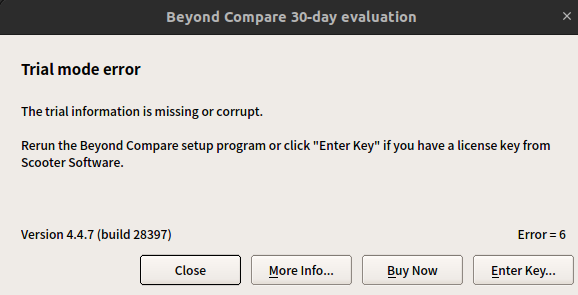 Beyond Compare 30-day evaluation
×
Trial mode error
The trial information is missing or corrupt.
Rerun the Beyond Compare setup program or click "Enter Key" if you have a license key from
Scooter Software.
Version 4.4.7 (build 28397) Error = 6
Close More Info... Buy Now Enter Key...